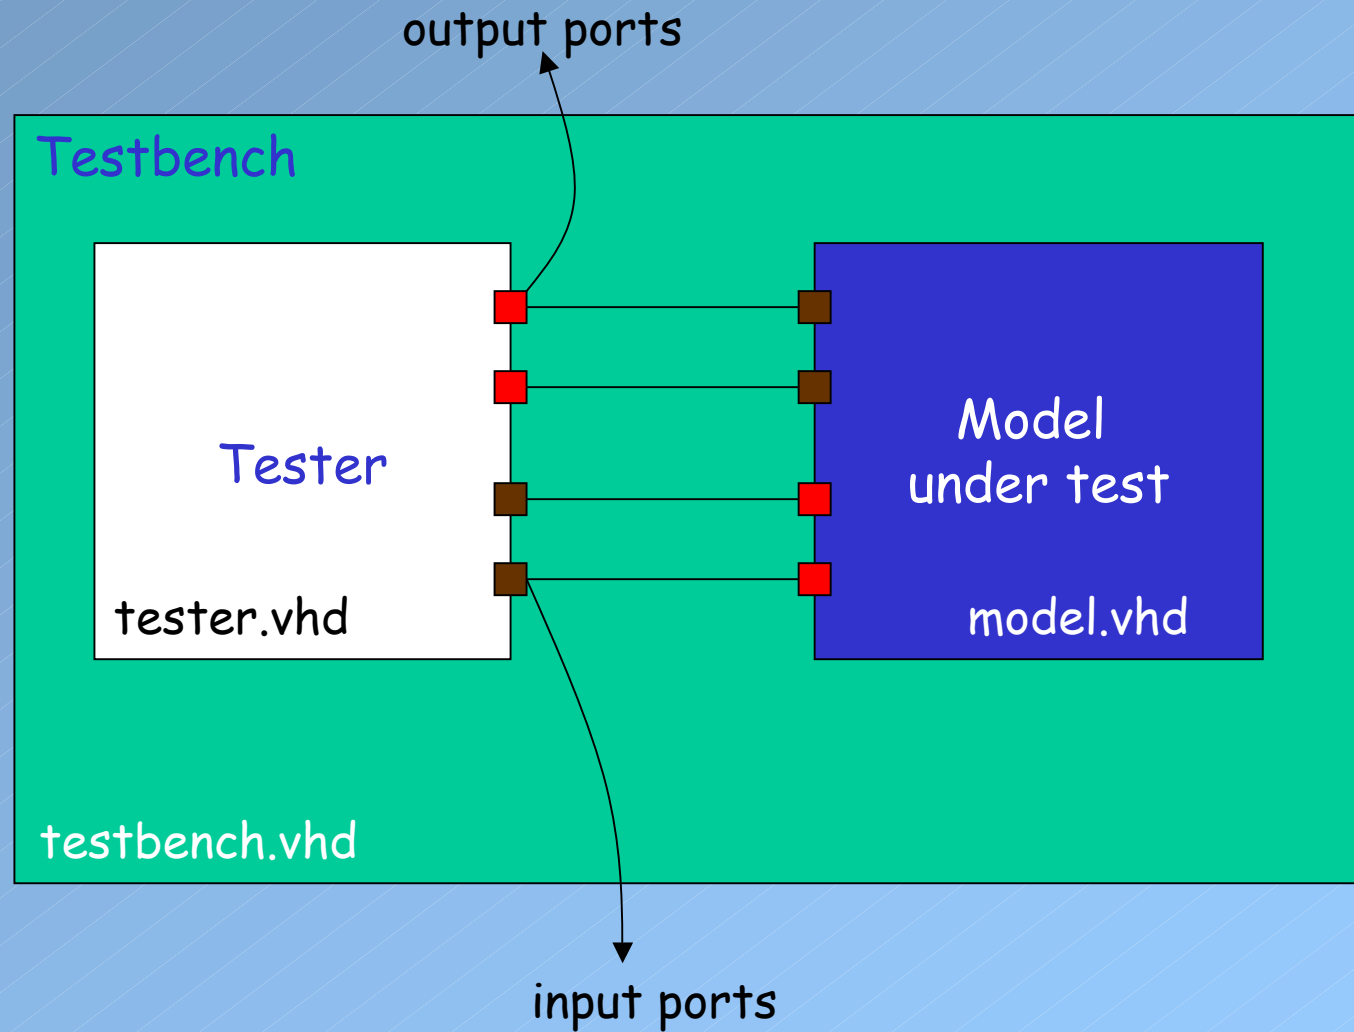 output ports
Testbench
Tester
tester.vhd
Model
under test
model.vhd
testbench.vhd
input ports